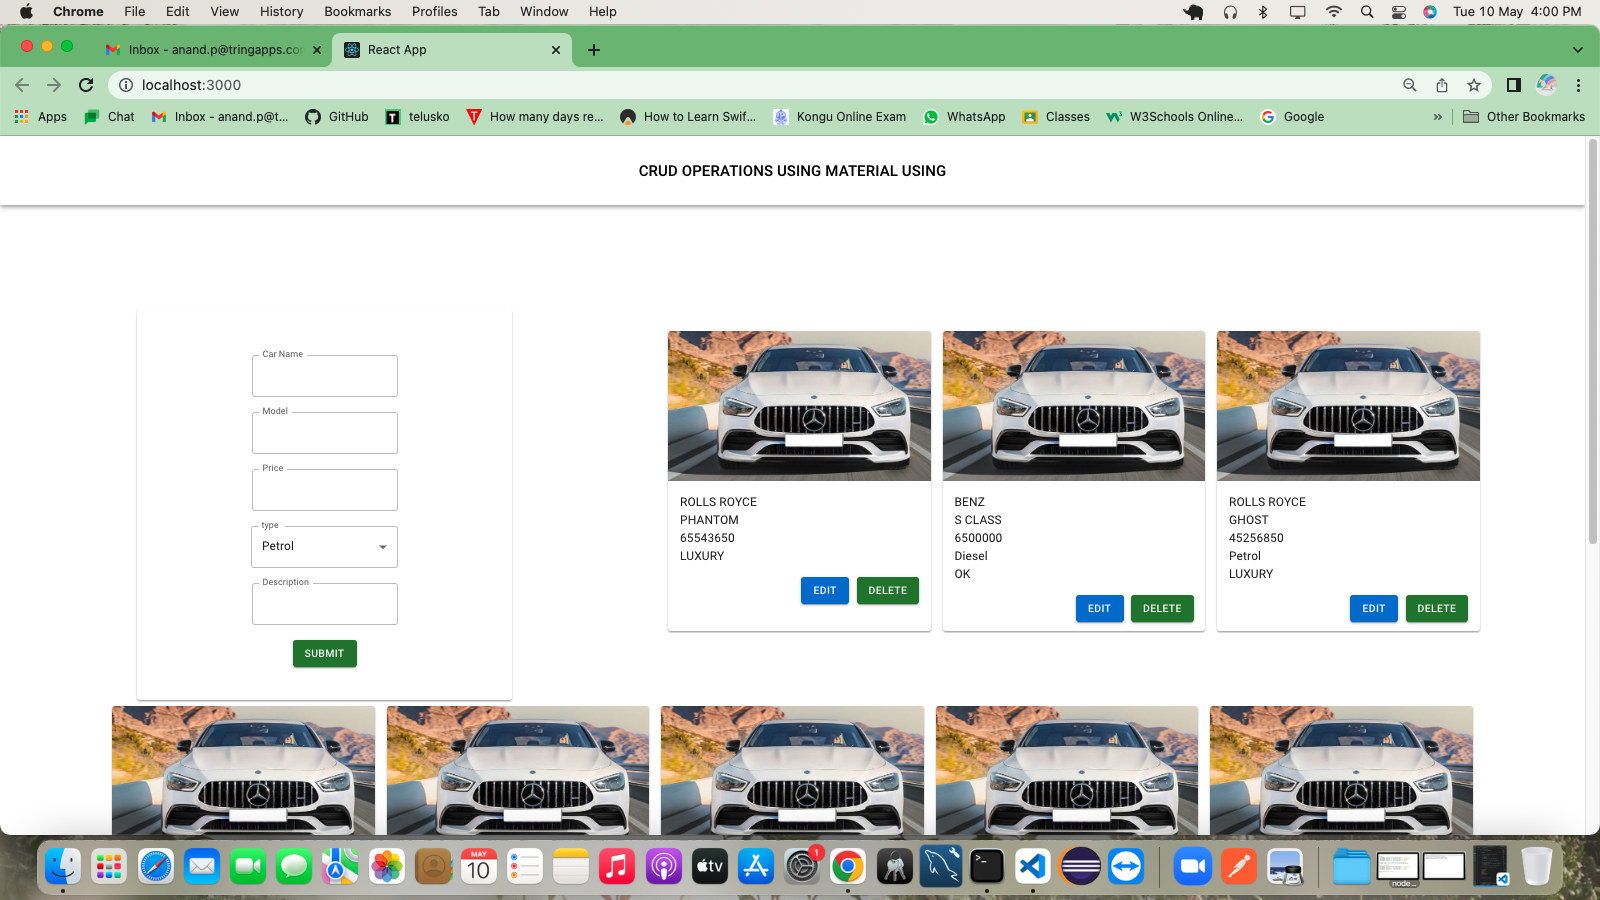 Chrome File Edit View History Bookmarks Profiles Tab Window Help Tue 10 May 4:00 PM
Inbox - anand.p@tringapps.co React App
localhost:3000
Apps Chat Inbox - anand.p@t... GitHub T telusko T How many days re... How to Learn Swif... Kongu Online Exam WhatsApp Classes W3Schools Online... Google » Other Bookmarks
CRUD OPERATIONS USING MATERIAL USING
Car Name
Model
Price
type
Petrol
Description
SUBMIT
ROLLS ROYCE
PHANTOM
65543650
LUXURY
EDIT DELETE
BENZ
S CLASS
6500000
Diesel
OK
EDIT DELETE
ROLLS ROYCE
GHOST
45256850
Petrol
LUXURY
EDIT DELETE
MAY
10
tv
1
node...